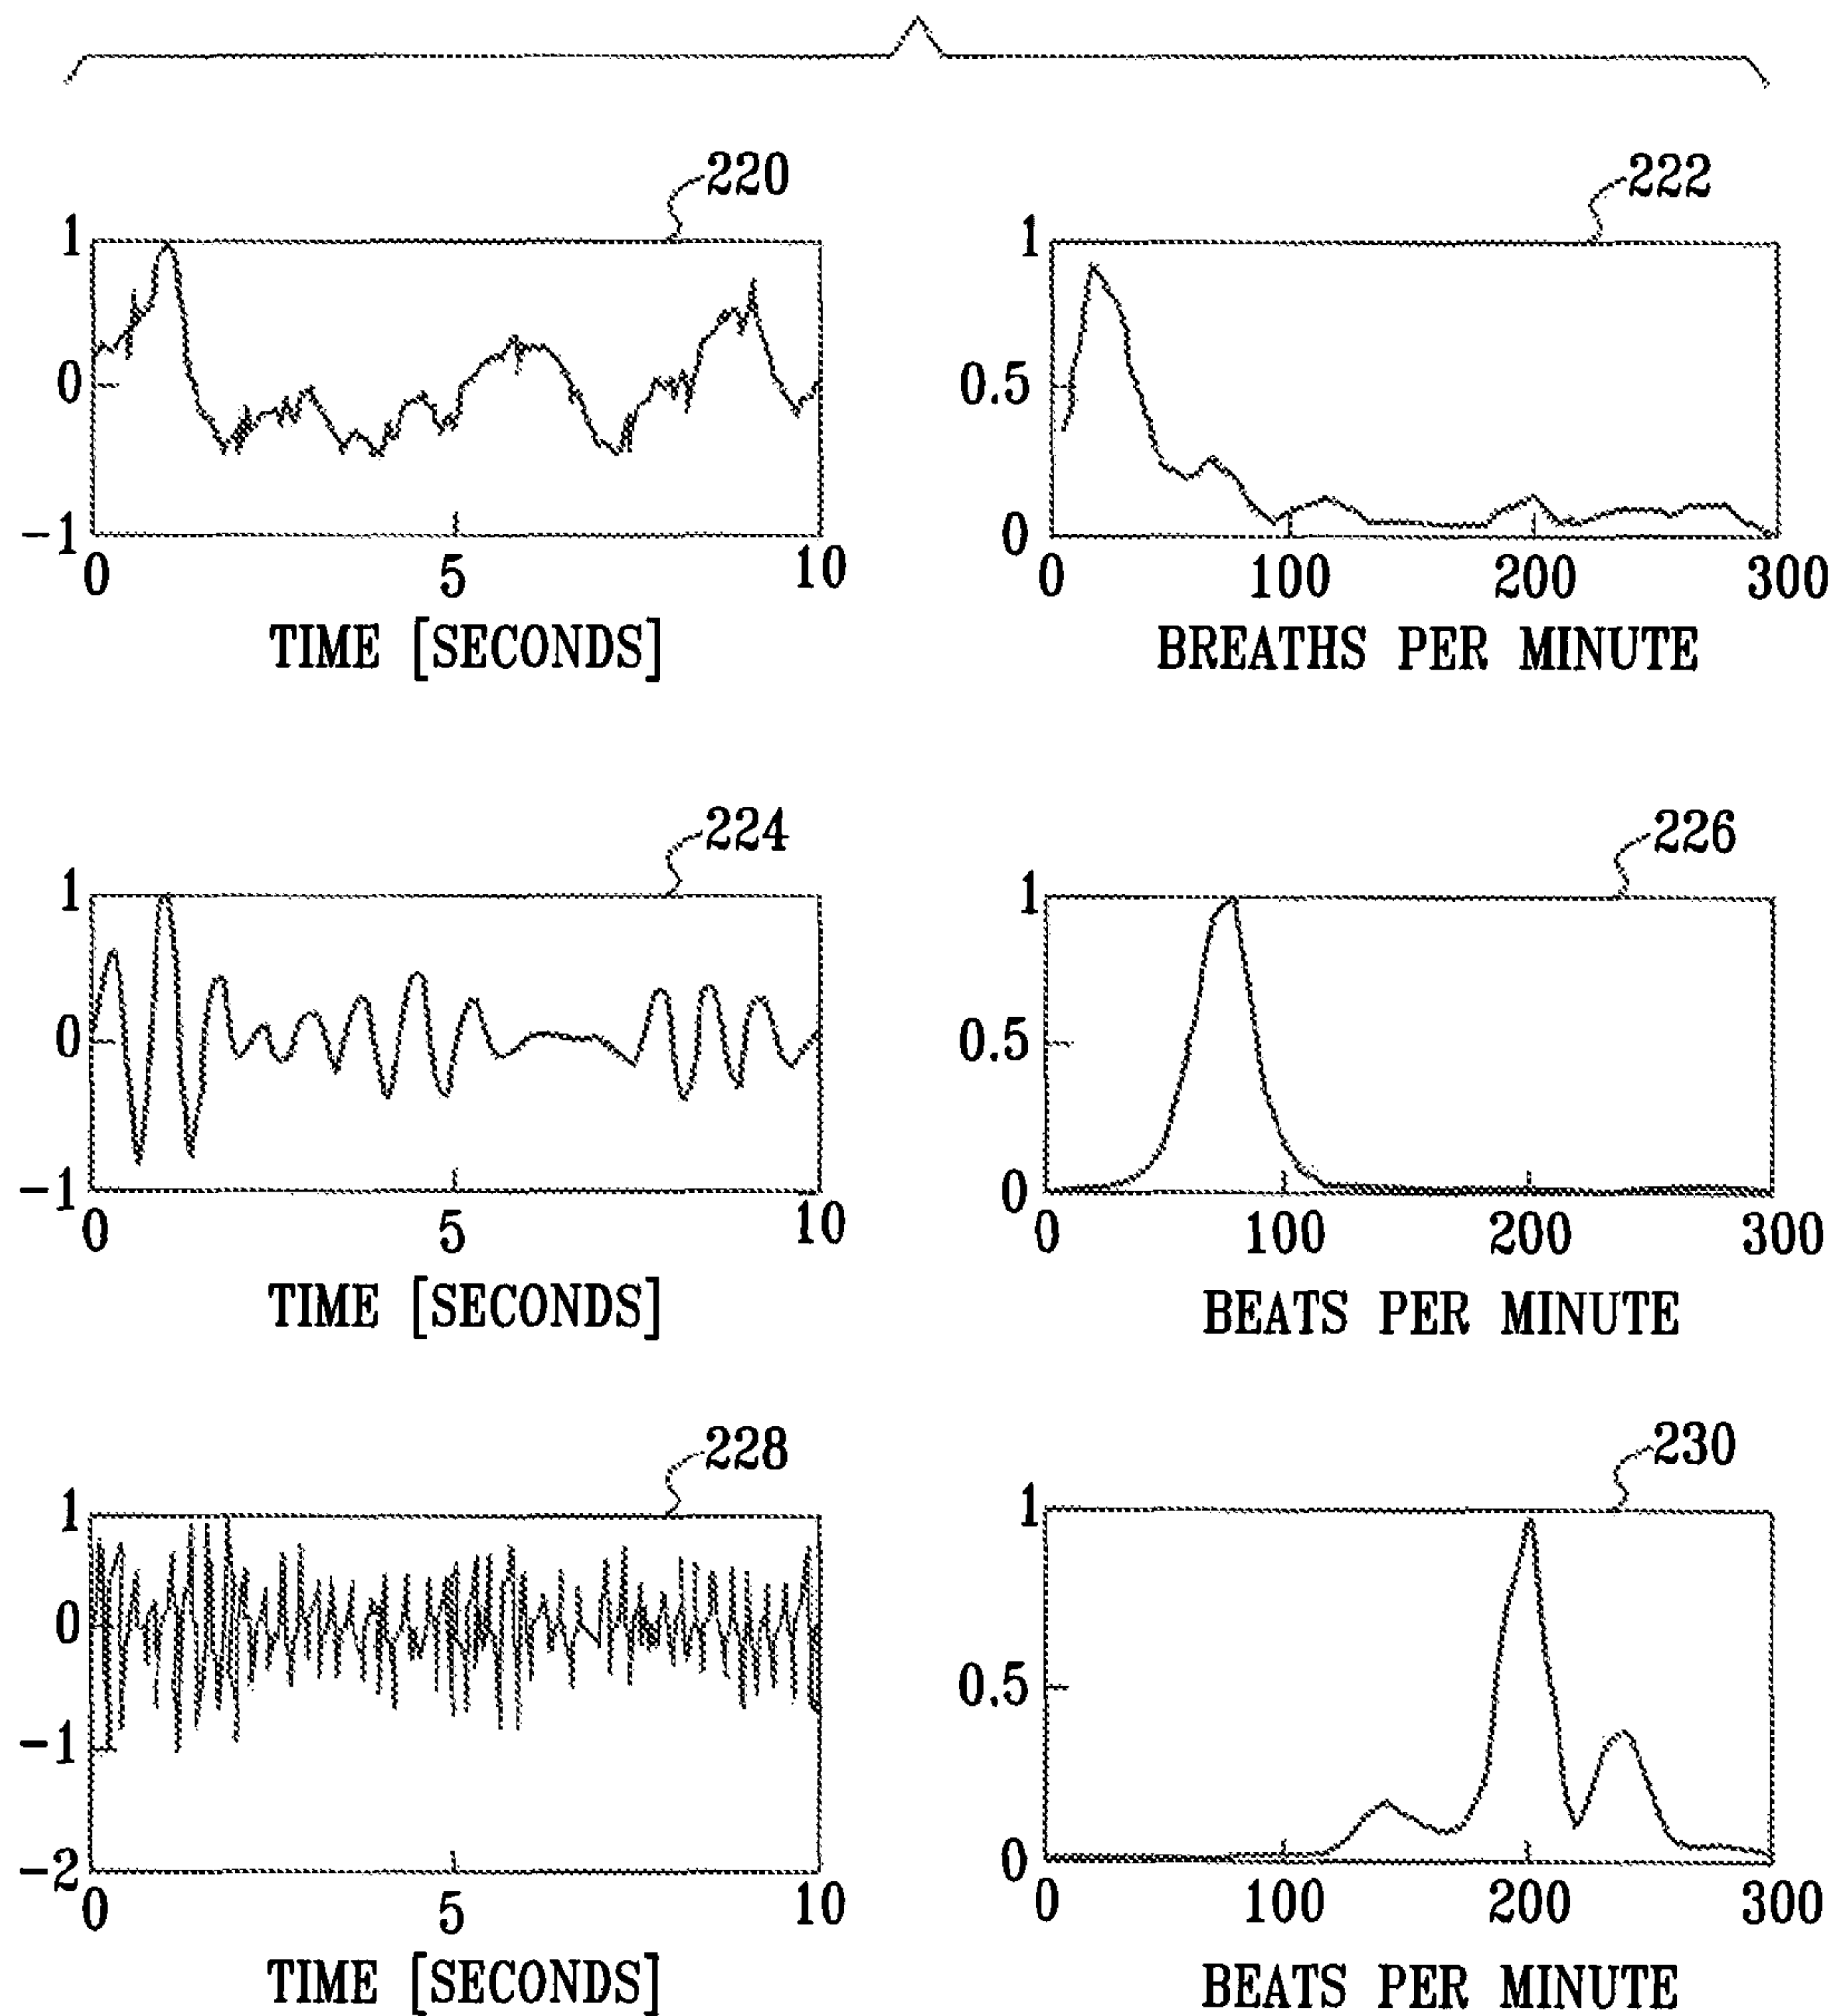 220
1
0
-1
0 5 10
TIME [SECONDS]
222
1
0.5
0
0 100 200 300
BREATHS PER MINUTE
224
1
0
-1
0 5 10
TIME [SECONDS]
226
1
0.5
0
0 100 200 300
BEATS PER MINUTE
228
1
0
-1
-2
0 5 10
TIME [SECONDS]
230
1
0.5
0
0 100 200 300
BEATS PER MINUTE